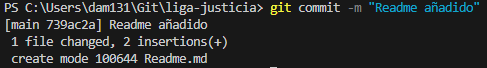 PS C:\Users\dam131\Git\liga-justicia> git commit -m "Readme añadido"
[main 739ac2a] Readme añadido
 1 file changed, 2 insertions(+)
 create mode 100644 Readme.md